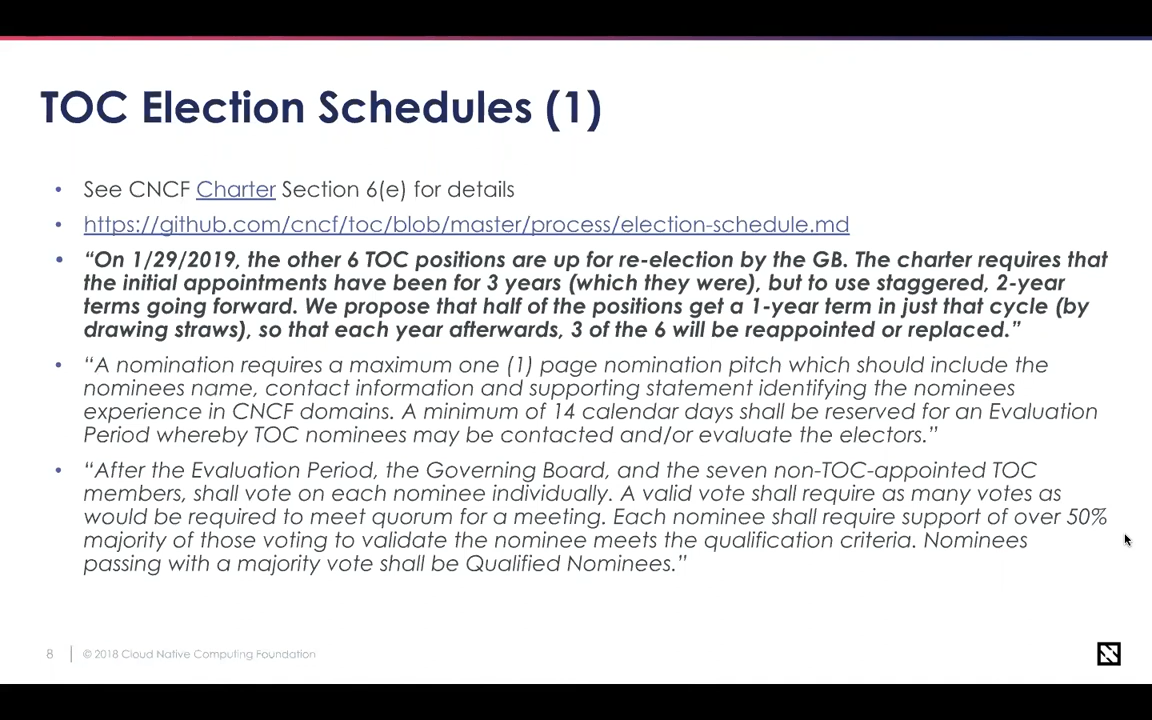 TOC Election Schedules (1)
• See CNCF Charter Section 6(e) for details
• https://github.com/cncf/toc/blob/master/process/election-schedule.md
• “On 1/29/2019, the other 6 TOC positions are up for re-election by the GB. The charter requires that
the initial appointments have been for 3 years (which they were), but to use staggered, 2-year
terms going forward. We propose that half of the positions get a 1-year term in just that cycle (by
drawing straws), so that each year afterwards, 3 of the 6 will be reappointed or replaced.”
• “A nomination requires a maximum one (1) page nomination pitch which should include the
nominees name, contact information and supporting statement identifying the nominees
experience in CNCF domains. A minimum of 14 calendar days shall be reserved for an Evaluation
Period whereby TOC nominees may be contacted and/or evaluate the electors.”
• “After the Evaluation Period, the Governing Board, and the seven non-TOC-appointed TOC
members, shall vote on each nominee individually. A valid vote shall require as many votes as
would be required to meet quorum for a meeting. Each nominee shall require support of over 50%
majority of those voting to validate the nominee meets the qualification criteria. Nominees
passing with a majority vote shall be Qualified Nominees.”
8 © 2018 Cloud Native Computing Foundation